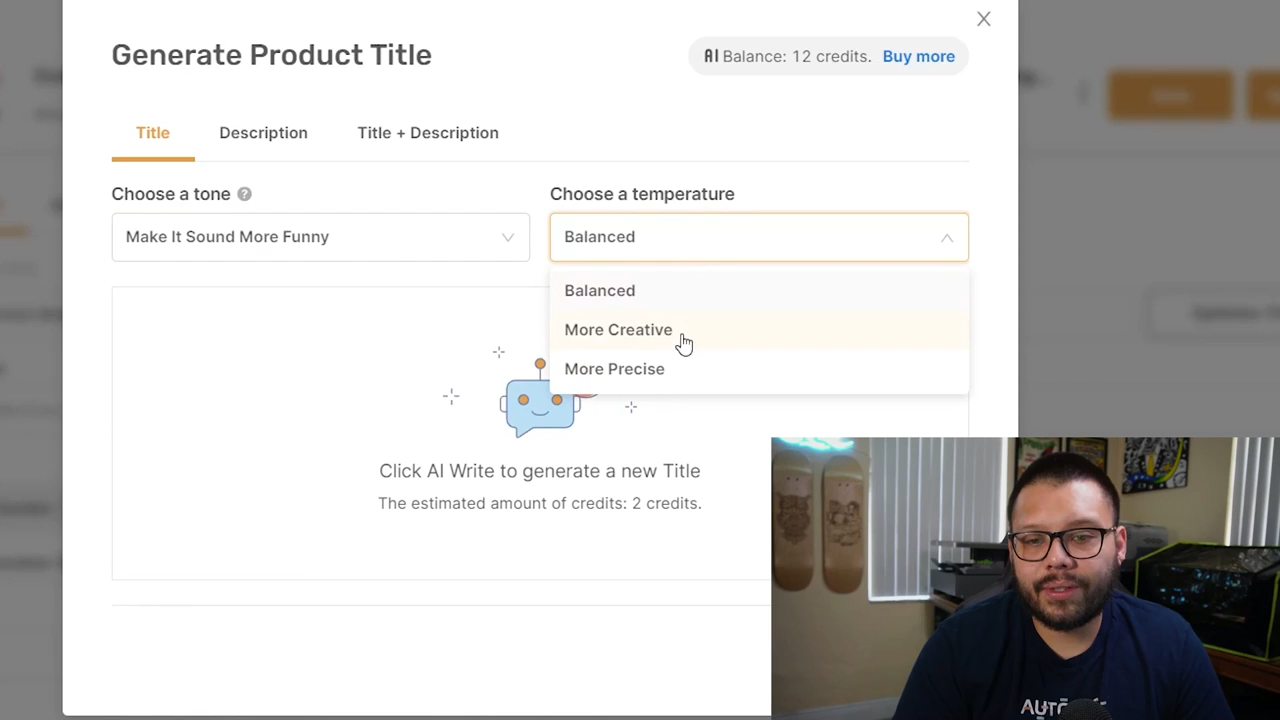 Generate Product Title
AI Balance: 12 credits. Buy more
Title
Description
Title + Description
Choose a tone
Choose a temperature
Make It Sound More Funny
Balanced
Balanced
More Creative
More Precise
Click AI Write to generate a new Title
The estimated amount of credits: 2 credits.